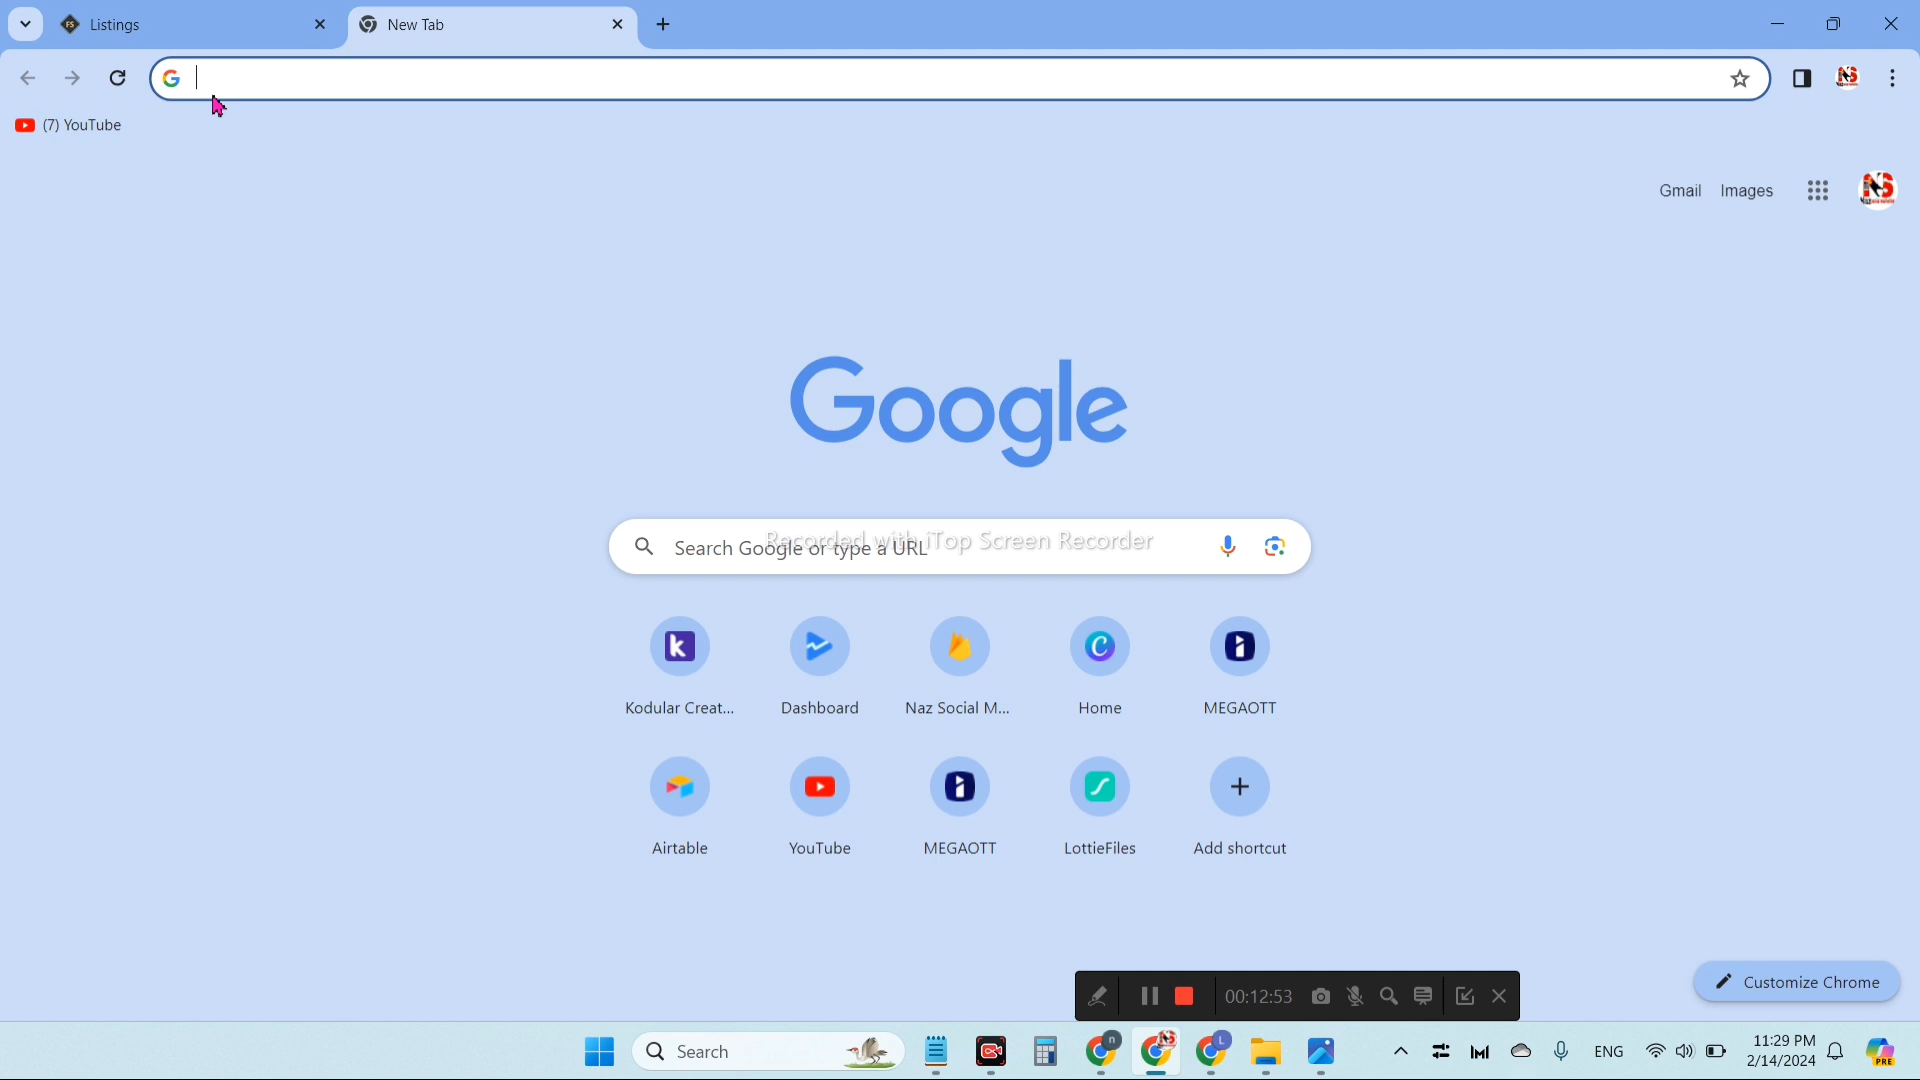 Listings
New Tab
(7) YouTube
Gmail Images
Google
Search Google or type a URL
Recorded with iTop Screen Recorder
Kodular Creat... Dashboard Naz Social M... Home MEGAOTT
Airtable YouTube MEGAOTT LottieFiles Add shortcut
Customize Chrome
00:12:53
Search
ENG
11:29 PM
2/14/2024
PRE